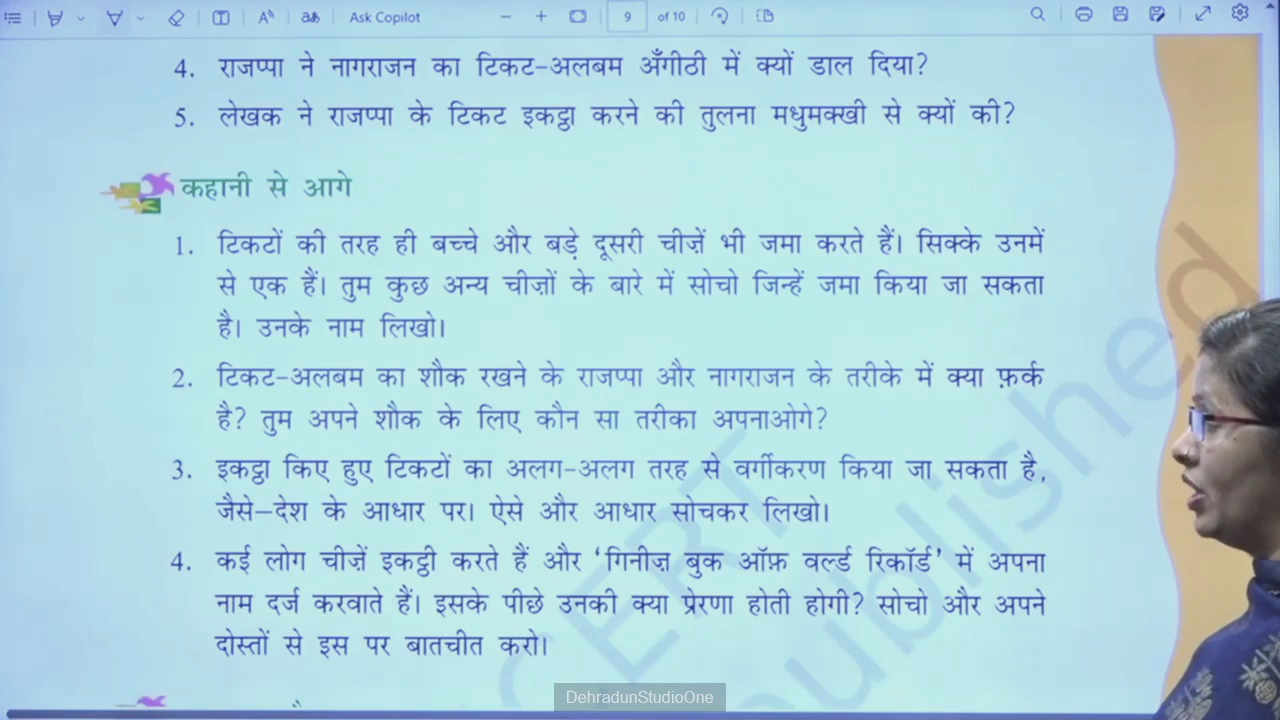 Ask Copilot
9 of 10
4. राजप्पा ने नागराजन का टिकट-अलबम अँगीठी में क्यों डाल दिया?
5. लेखक ने राजप्पा के टिकट इकट्ठा करने की तुलना मधुमक्खी से क्यों की?
कहानी से आगे
1. टिकटों की तरह ही बच्चे और बड़े दूसरी चीज़ें भी जमा करते हैं। सिक्के उनमें
से एक हैं। तुम कुछ अन्य चीज़ों के बारे में सोचो जिन्हें जमा किया जा सकता
है। उनके नाम लिखो।
2. टिकट-अलबम का शौक रखने के राजप्पा और नागराजन के तरीके में क्या फ़र्क
है? तुम अपने शौक के लिए कौन सा तरीका अपनाओगे?
3. इकट्ठा किए हुए टिकटों का अलग-अलग तरह से वर्गीकरण किया जा सकता है,
जैसे–देश के आधार पर। ऐसे और आधार सोचकर लिखो।
4. कई लोग चीज़ें इकट्ठी करते हैं और ‘गिनीज़ बुक ऑफ़ वर्ल्ड रिकॉर्ड’ में अपना
नाम दर्ज करवाते हैं। इसके पीछे उनकी क्या प्रेरणा होती होगी? सोचो और अपने
दोस्तों से इस पर बातचीत करो।
DehradunStudioOne